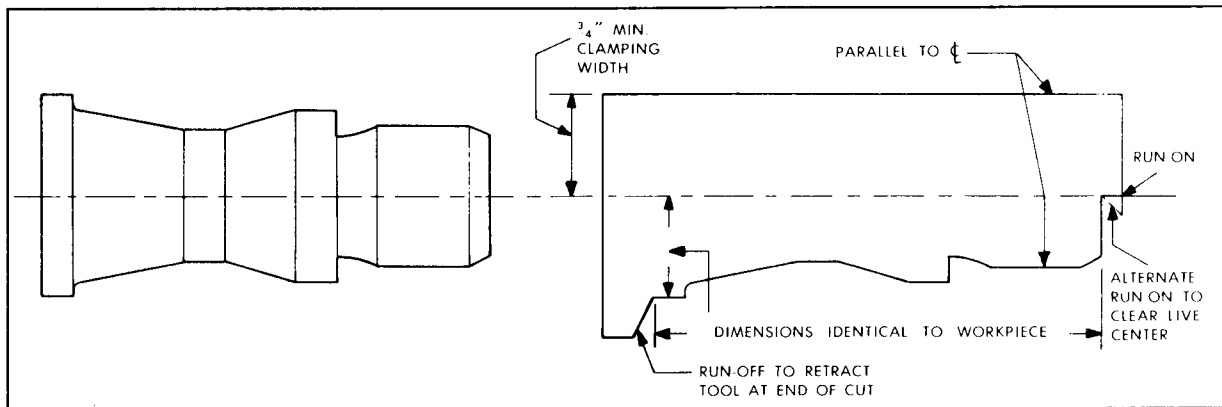 3/4" MIN.
CLAMPING
WIDTH
PARALLEL TO ℄
RUN ON
ALTERNATE
RUN ON TO
CLEAR LIVE
CENTER
DIMENSIONS IDENTICAL TO WORKPIECE
RUN-OFF TO RETRACT
TOOL AT END OF CUT